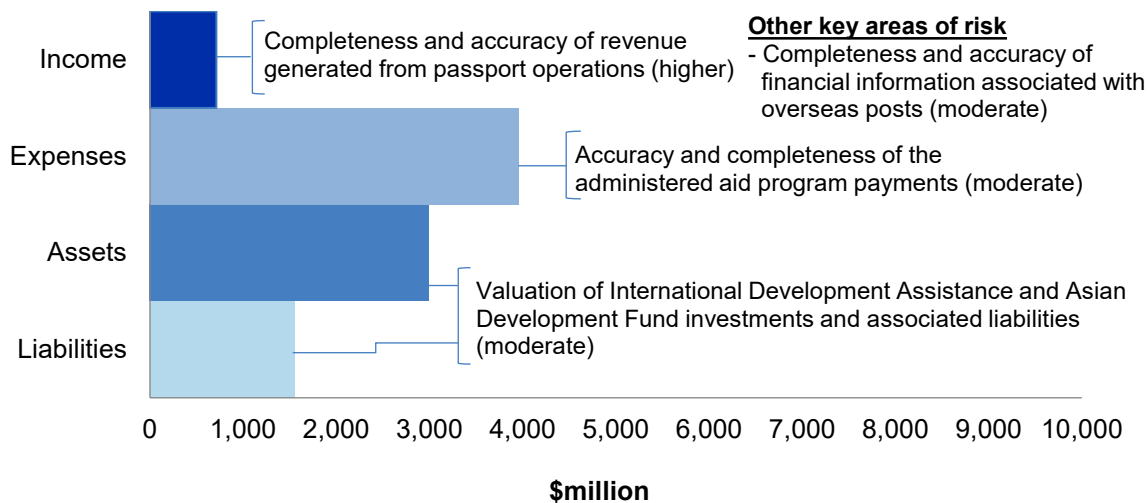 Income
Completeness and accuracy of revenue
generated from passport operations (higher)
Other key areas of risk
- Completeness and accuracy of
financial information associated with
overseas posts (moderate)
Expenses
Accuracy and completeness of the
administered aid program payments (moderate)
Assets
Valuation of International Development Assistance and Asian
Development Fund investments and associated liabilities
(moderate)
Liabilities
0 1,000 2,000 3,000 4,000 5,000 6,000 7,000 8,000 9,000 10,000
$million